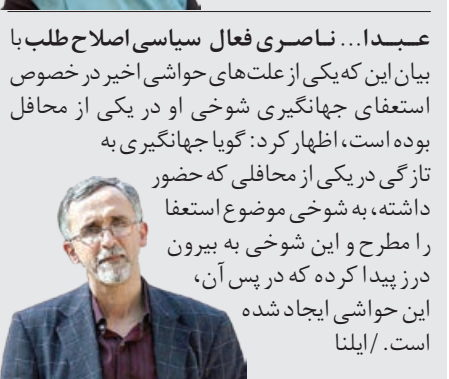 عبدا... ناصری فعال سیاسی اصلاح‌طلب با
بیان این که یکی از علت‌های حواشی اخیر در خصوص
استعفای جهانگیری شوخی او در یکی از محافل
بوده است، اظهار کرد: گویا جهانگیری به
تازگی در یکی از محافلی که حضور
داشته، به شوخی موضوع استعفا
را مطرح و این شوخی به بیرون
درز پیدا کرده که در پس آن،
این حواشی ایجاد شده
است. /ایلنا